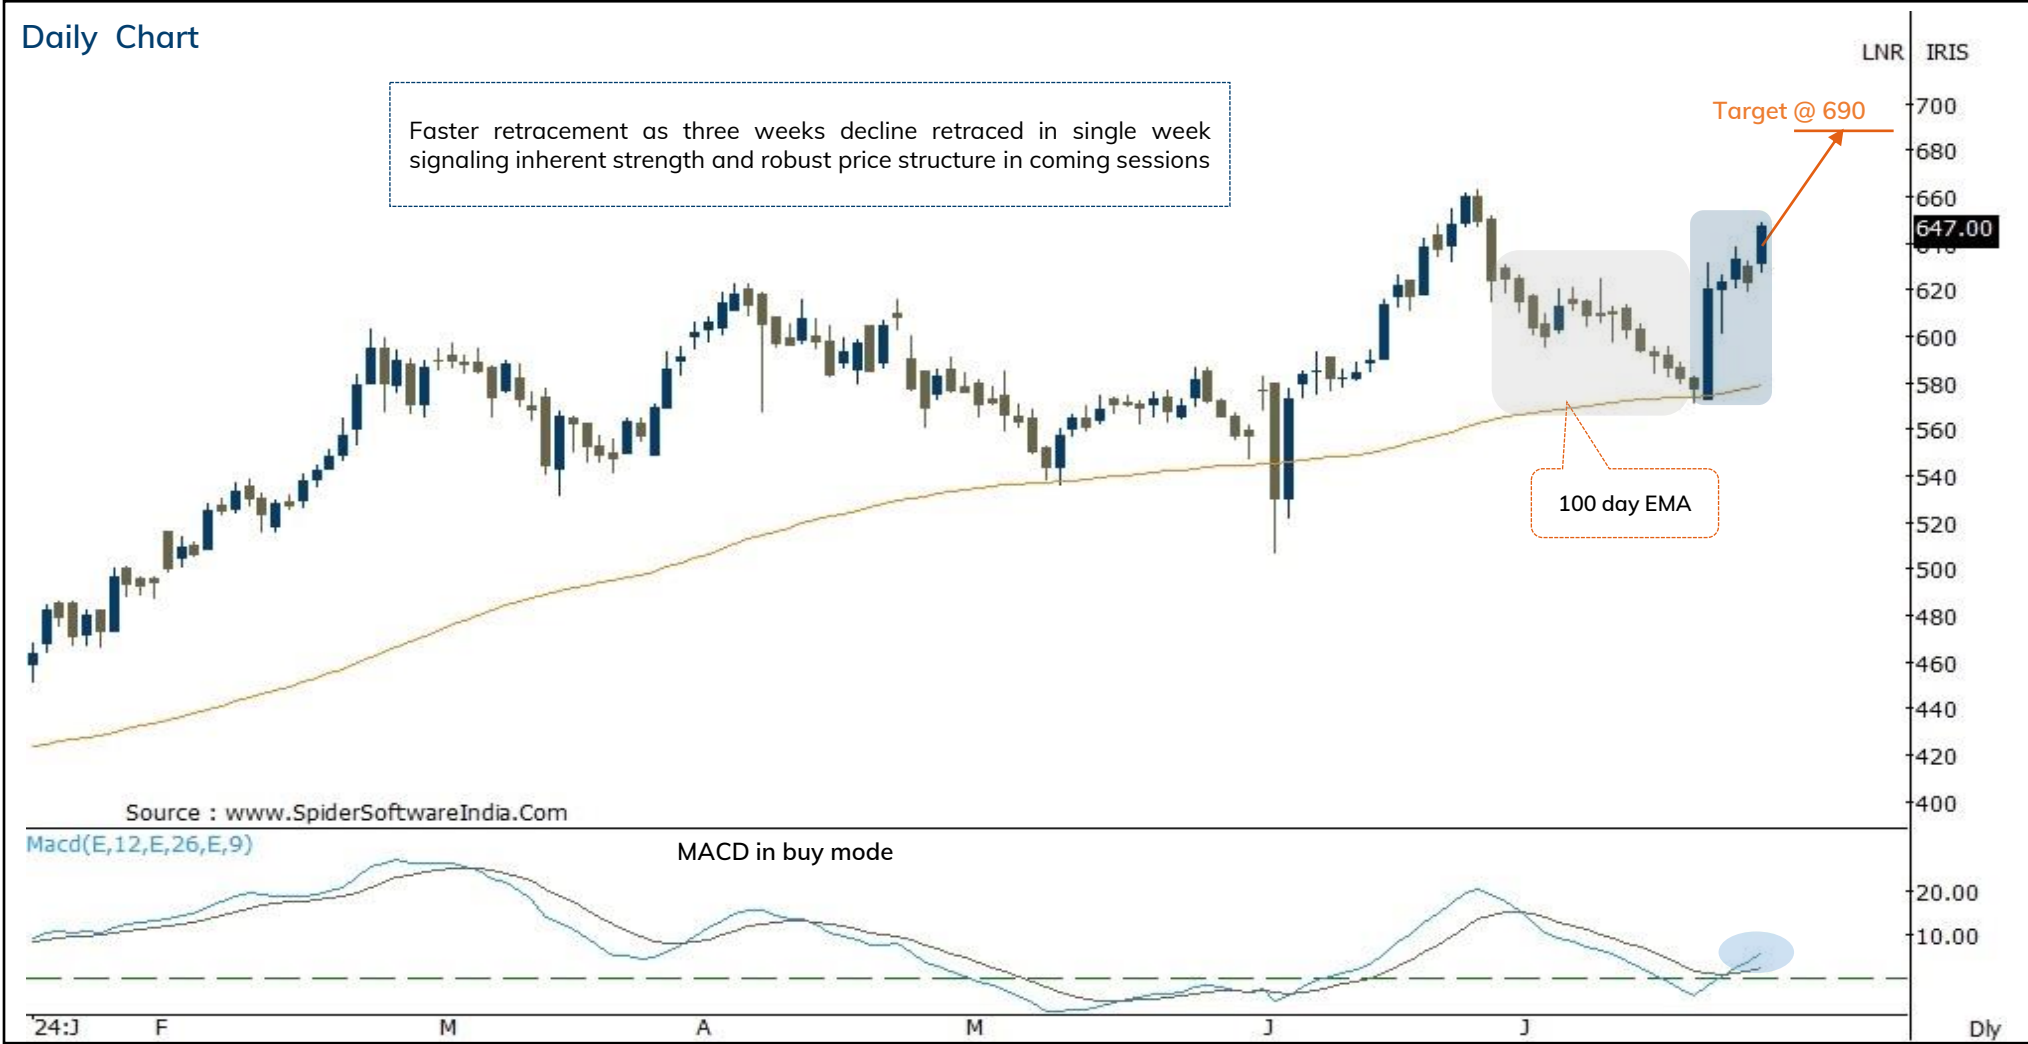 Daily Chart
LNR IRIS
Faster retracement as three weeks decline retraced in single week
signaling inherent strength and robust price structure in coming sessions
Target @ 690
700
680
660
647.00
620
600
580
560
540
520
500
480
460
440
420
400
100 day EMA
Source : www.SpiderSoftwareIndia.Com
Macd(E,12,E,26,E,9)
MACD in buy mode
20.00
10.00
'24:J F M A M J J Dly